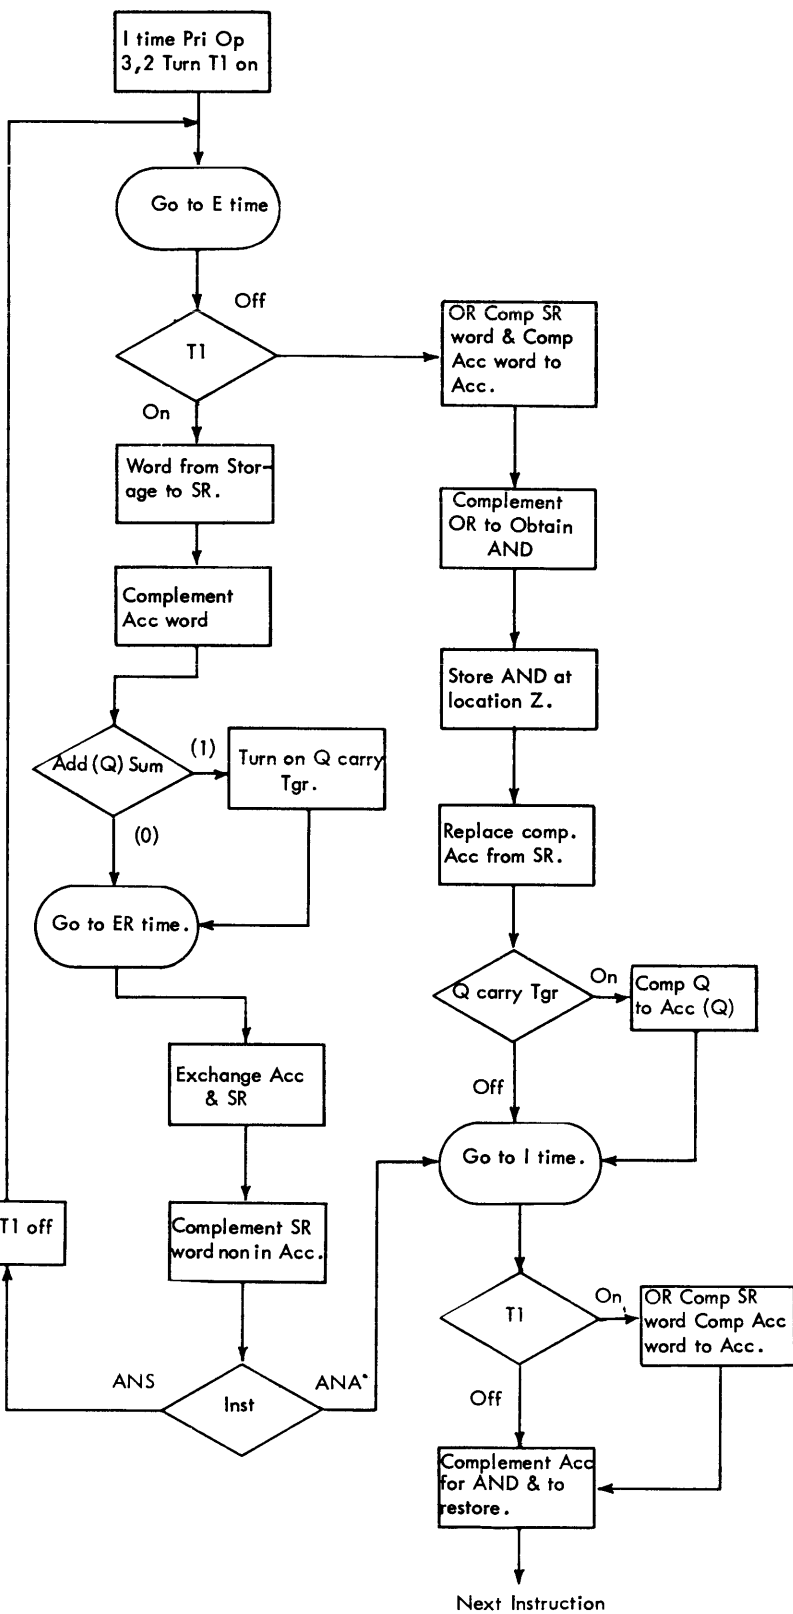 I time Pri Op
3,2 Turn T1 on
Go to E time
Off
T1
On
Word from Stor-
age to SR.
Complement
Acc word
Add (Q) Sum
(1)
Turn on Q carry
Tgr.
(0)
Go to ER time.
Exchange Acc
& SR
Complement SR
word non in Acc.
T1 off
ANS
Inst
ANA*
OR Comp SR
word & Comp
Acc word to
Acc.
Complement
OR to Obtain
AND
Store AND at
location Z.
Replace comp.
Acc from SR.
Q carry Tgr
On
Comp Q
to Acc (Q)
Off
Go to I time.
T1
On
OR Comp SR
word Comp Acc
word to Acc.
Off
Complement Acc
for AND & to
restore.
Next Instruction